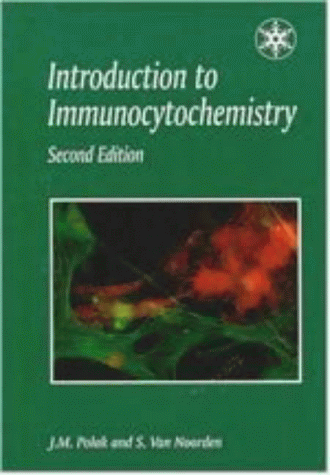 Introduction to
Immunocytochemistry
Second Edition
J.M. Polak and S. Van Noorden